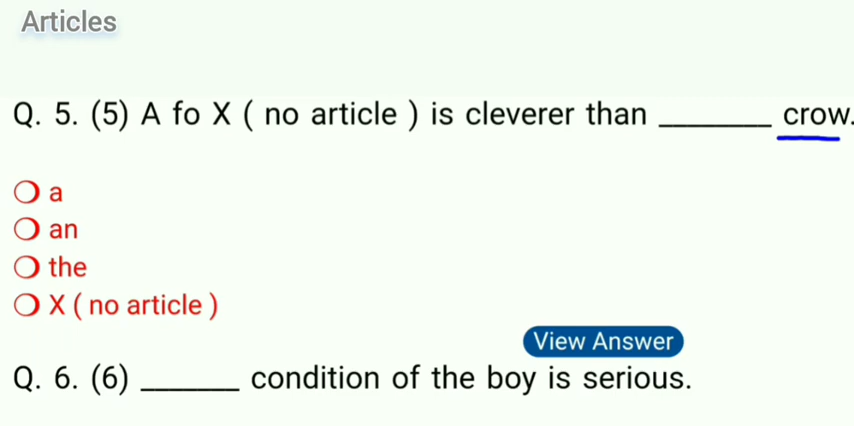 Articles
Q. 5. (5) A fo X ( no article ) is cleverer than ________ crow.
a
an
the
X ( no article )
View Answer
Q. 6. (6) _______ condition of the boy is serious.